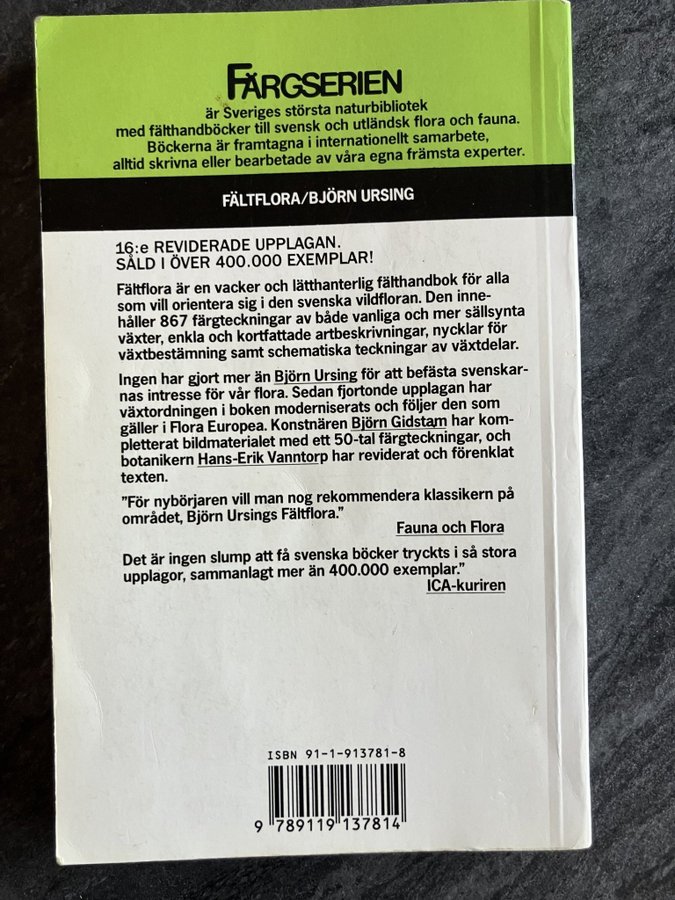 FÄRGSERIEN
är Sveriges största naturbibliotek
med fälthandböcker till svensk och utländsk flora och fauna.
Böckerna är framtagna i internationellt samarbete,
alltid skrivna eller bearbetade av våra egna främsta experter.
FÄLTFLORA/BJÖRN URSING
16:e REVIDERADE UPPLAGAN.
SÅLD I ÖVER 400.000 EXEMPLAR!
Fältflora är en vacker och lätthanterlig fälthandbok för alla
som vill orientera sig i den svenska vildfloran. Den inne-
håller 867 färgteckningar av både vanliga och mer sällsynta
växter, enkla och kortfattade artbeskrivningar, nycklar för
växtbestämning samt schematiska teckningar av växtdelar.
Ingen har gjort mer än Björn Ursing för att befästa svenskar-
nas intresse för vår flora. Sedan fjortonde upplagan har
växtordningen i boken moderniserats och följer den som
gäller i Flora Europea. Konstnären Björn Gidstam har kom-
pletterat bildmaterialet med ett 50-tal färgteckningar, och
botanikern Hans-Erik Vanntorp har reviderat och förenklat
texten.
”För nybörjaren vill man nog rekommendera klassikern på
området, Björn Ursings Fältflora.”
Fauna och Flora
Det är ingen slump att få svenska böcker tryckts i så stora
upplagor, sammanlagt mer än 400.000 exemplar.”
ICA-kuriren
ISBN 91-1-913781-8
9 789119 137814